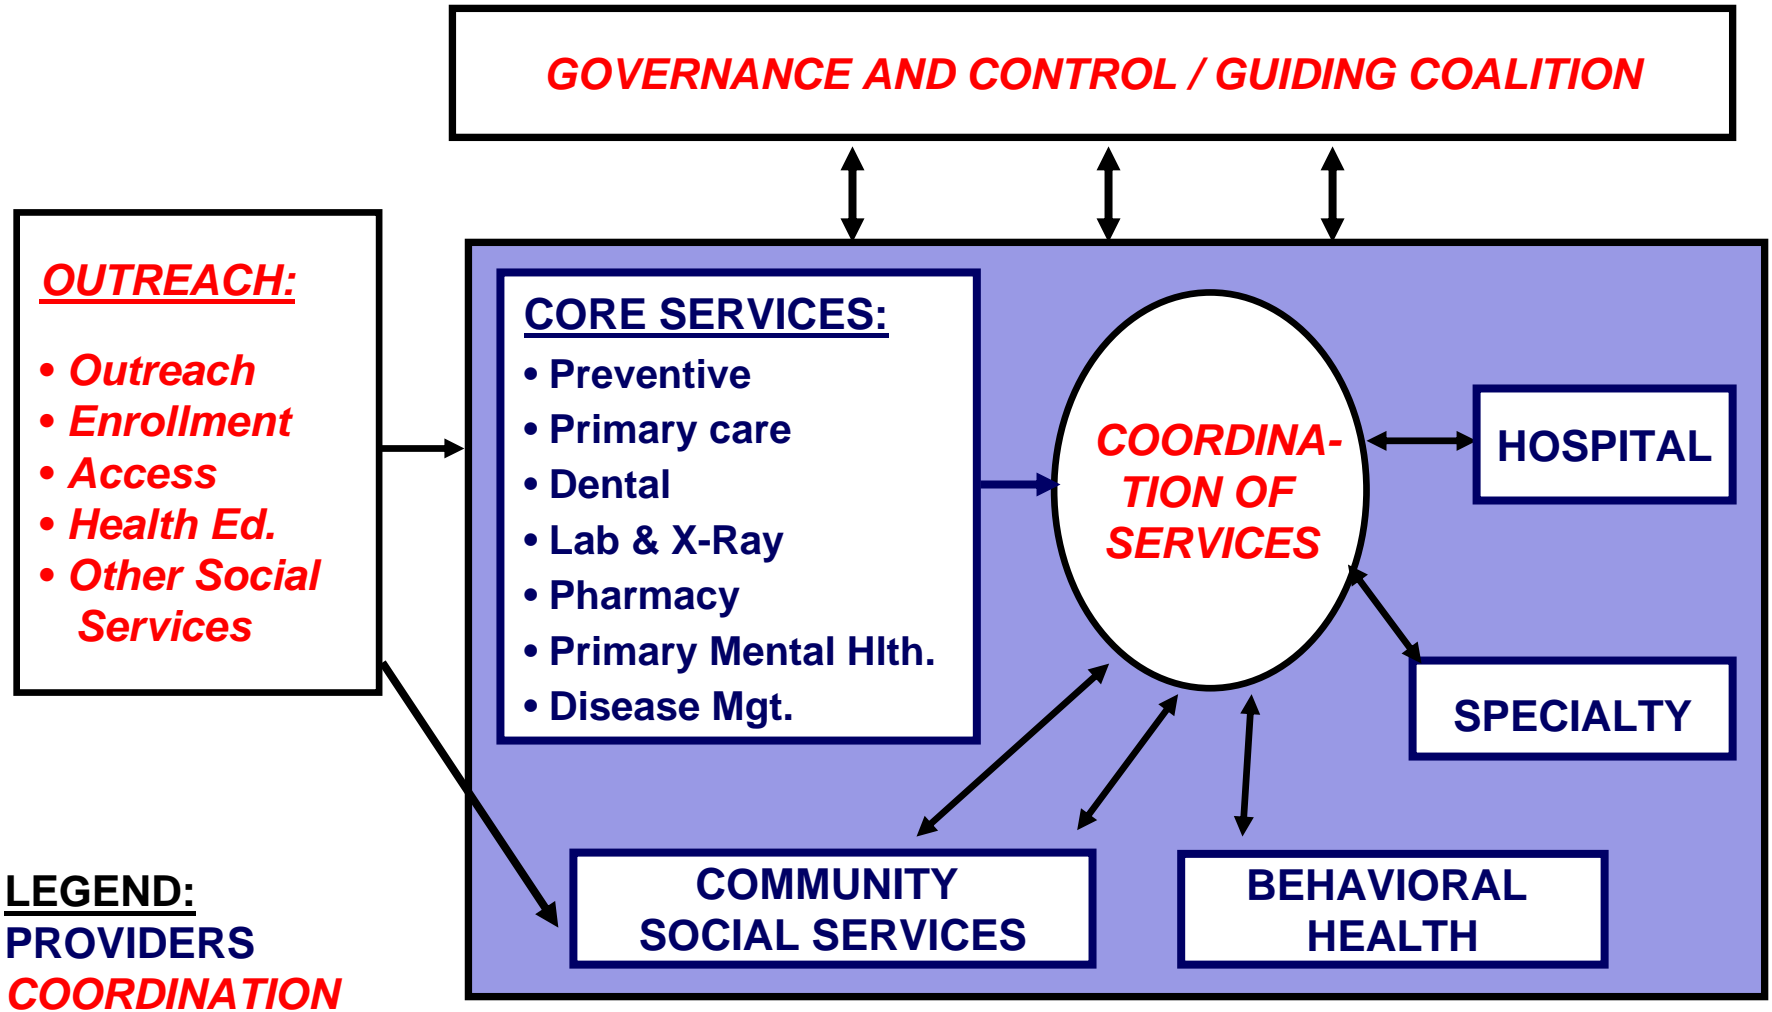 GOVERNANCE AND CONTROL / GUIDING COALITION
OUTREACH:
• Outreach
• Enrollment
• Access
• Health Ed.
• Other Social
Services
CORE SERVICES:
• Preventive
• Primary care
• Dental
• Lab & X-Ray
• Pharmacy
• Primary Mental Hlth.
• Disease Mgt.
COORDINA-
TION OF
SERVICES
HOSPITAL
SPECIALTY
COMMUNITY
SOCIAL SERVICES
BEHAVIORAL
HEALTH
LEGEND:
PROVIDERS
COORDINATION